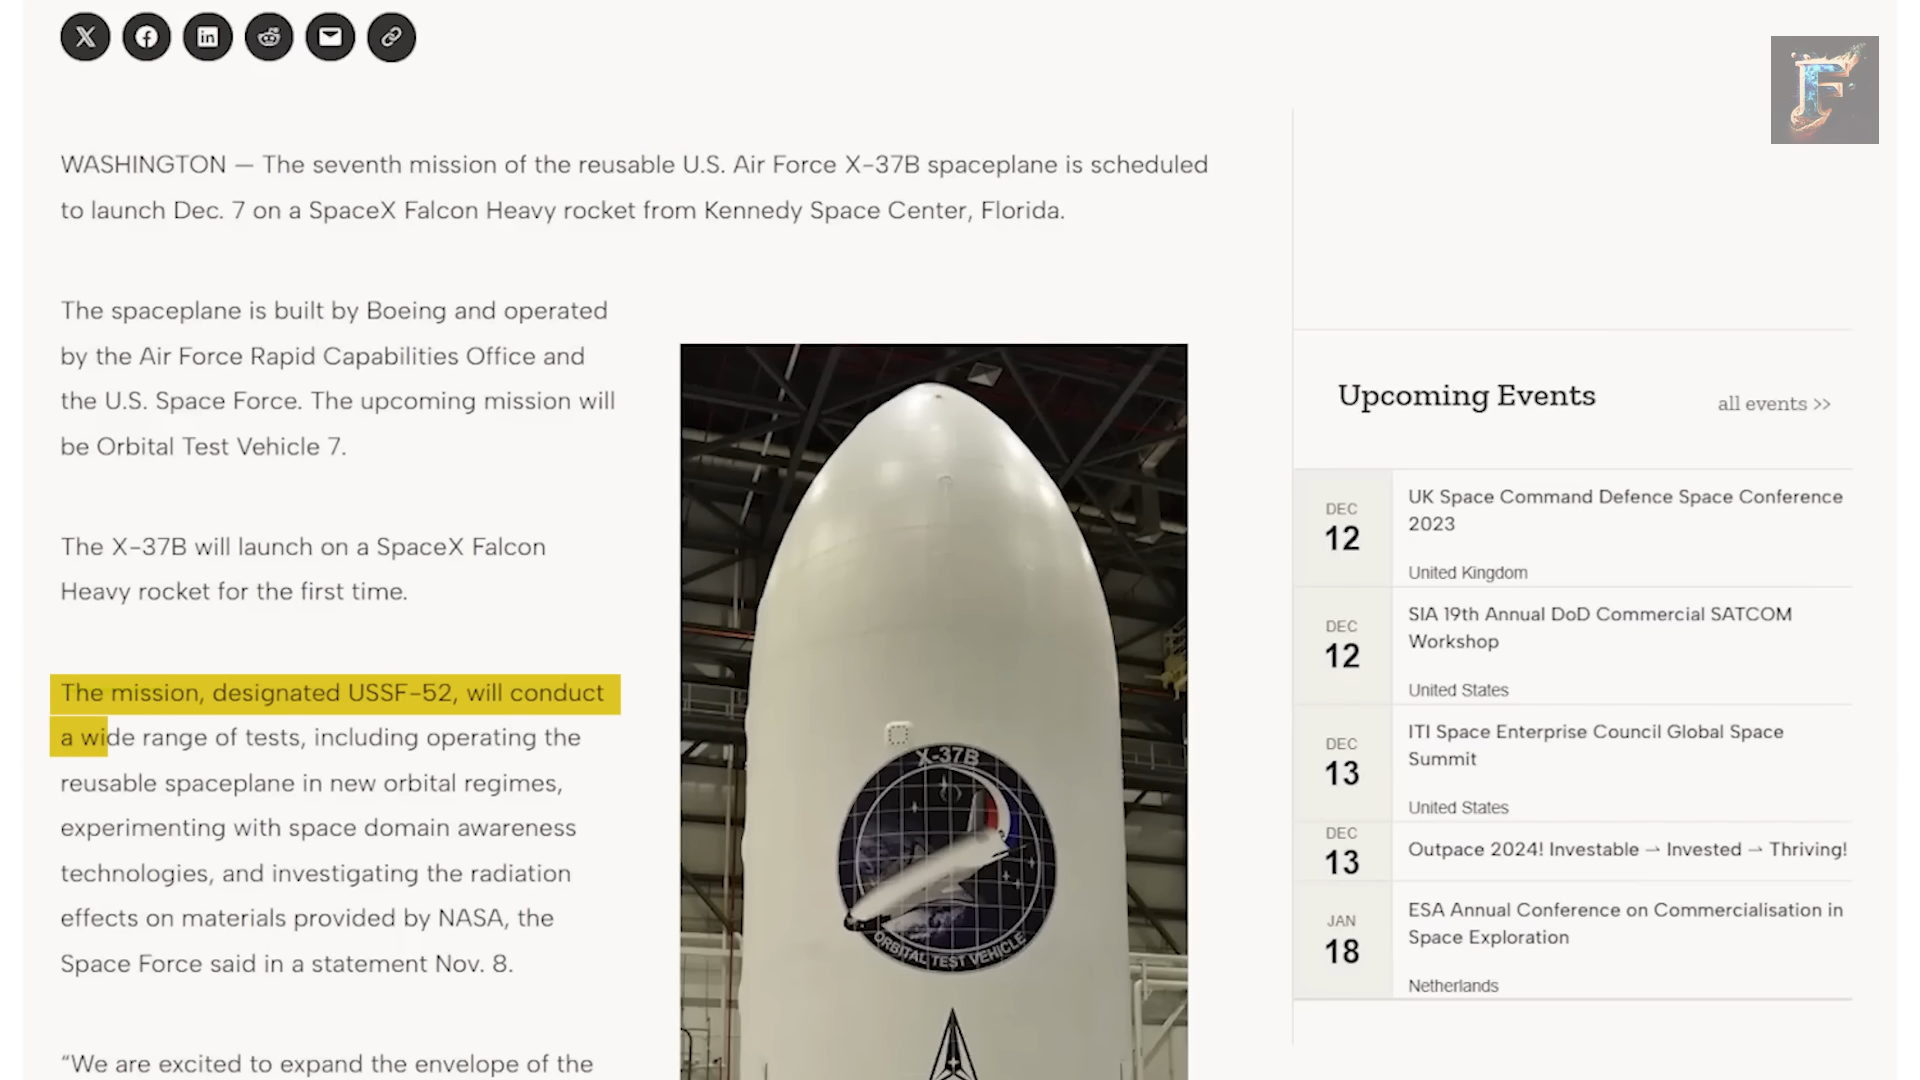 WASHINGTON — The seventh mission of the reusable U.S. Air Force X-37B spaceplane is scheduled
to launch Dec. 7 on a SpaceX Falcon Heavy rocket from Kennedy Space Center, Florida.
The spaceplane is built by Boeing and operated
by the Air Force Rapid Capabilities Office and
the U.S. Space Force. The upcoming mission will
be Orbital Test Vehicle 7.
The X-37B will launch on a SpaceX Falcon
Heavy rocket for the first time.
The mission, designated USSF-52, will conduct
a wide range of tests, including operating the
reusable spaceplane in new orbital regimes,
experimenting with space domain awareness
technologies, and investigating the radiation
effects on materials provided by NASA, the
Space Force said in a statement Nov. 8.
“We are excited to expand the envelope of the
X-37B
ORBITAL TEST VEHICLE
F
Upcoming Events
all events >>
DEC
12
UK Space Command Defence Space Conference
2023
United Kingdom
DEC
12
SIA 19th Annual DoD Commercial SATCOM
Workshop
United States
DEC
13
ITI Space Enterprise Council Global Space
Summit
United States
DEC
13
Outpace 2024! Investable → Invested → Thriving!
JAN
18
ESA Annual Conference on Commercialisation in
Space Exploration
Netherlands